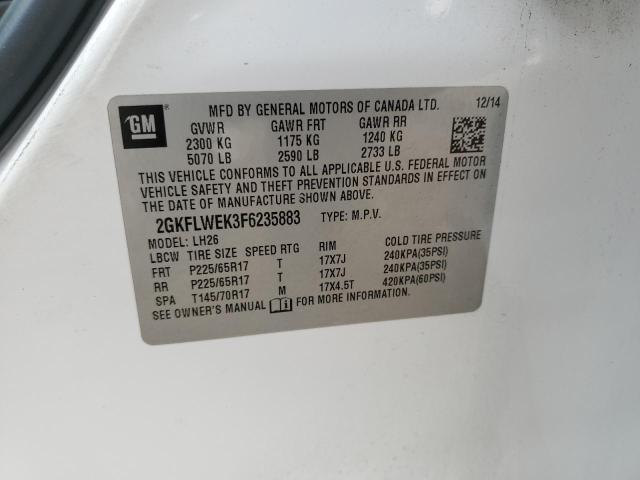 GM ® MFD BY GENERAL MOTORS OF CANADA LTD. 12/14
GVWR GAWR FRT GAWR RR
2300 KG 1175 KG 1240 KG
5070 LB 2590 LB 2733 LB
THIS VEHICLE CONFORMS TO ALL APPLICABLE U.S. FEDERAL MOTOR
VEHICLE SAFETY AND THEFT PREVENTION STANDARDS IN EFFECT ON
THE DATE OF MANUFACTURE SHOWN ABOVE.
2GKFLWEK3F6235883 TYPE: M.P.V.
MODEL: LH26
LBCW TIRE SIZE SPEED RTG RIM COLD TIRE PRESSURE
FRT P225/65R17 T 17X7J 240KPA(35PSI)
RR P225/65R17 T 17X7J 240KPA(35PSI)
SPA T145/70R17 M 17X4.5T 420KPA(60PSI)
SEE OWNER'S MANUAL FOR MORE INFORMATION.